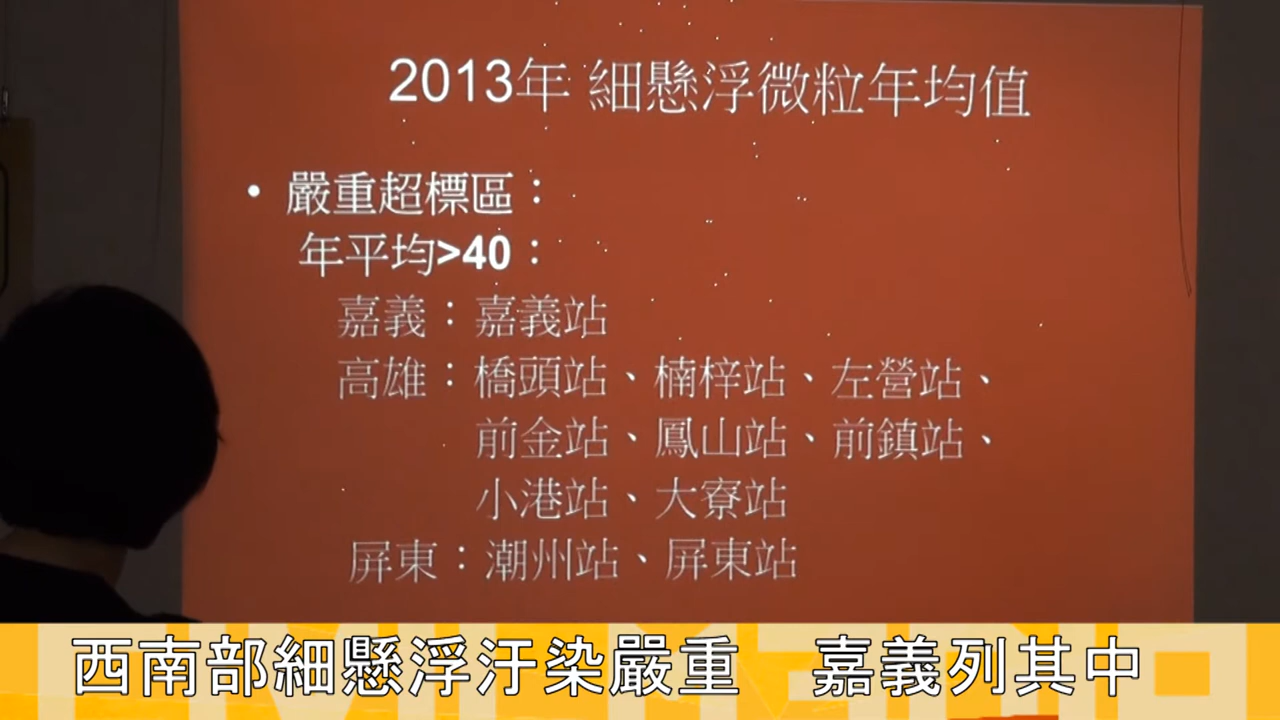 2013年 細懸浮微粒年均值
• 嚴重超標區：
年平均>40：
嘉義：嘉義站
高雄：橋頭站、楠梓站、左營站、
前金站、鳳山站、前鎮站、
小港站、大寮站
屏東：潮州站、屏東站
西南部細懸浮汙染嚴重 嘉義列其中